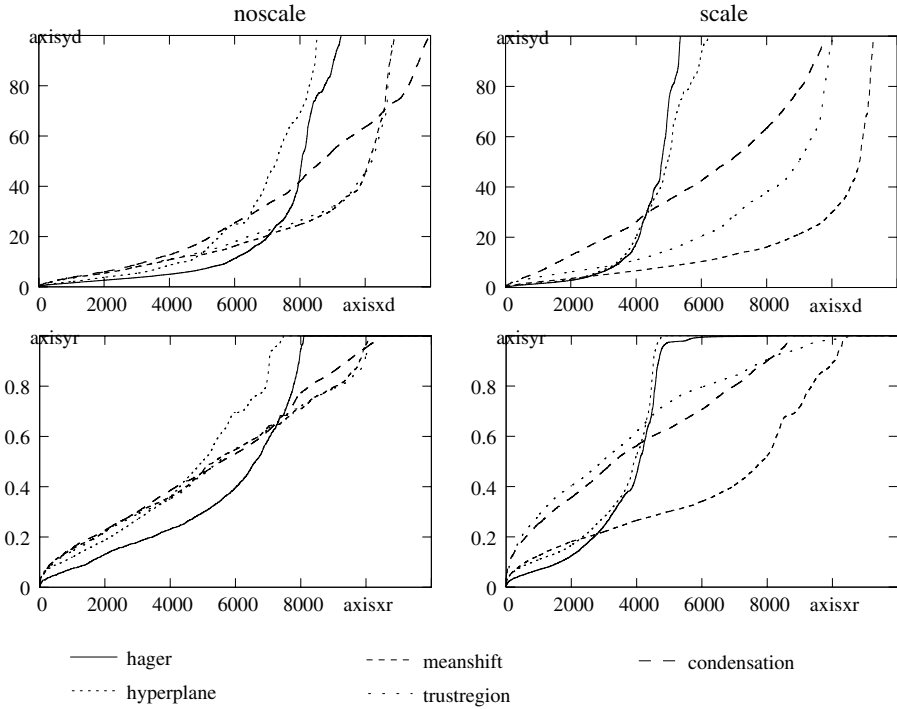 noscale scale
axisyd axisyd
80 80
60 60
40 40
20 20
0 0
0 2000 4000 6000 8000 axisxd 0 2000 4000 6000 8000 axisxd
axisyr axisyr
0.8 0.8
0.6 0.6
0.4 0.4
0.2 0.2
0 0
0 2000 4000 6000 8000 axisxr 0 2000 4000 6000 8000 axisxr
hager meanshift condensation
hyperplane trustregion